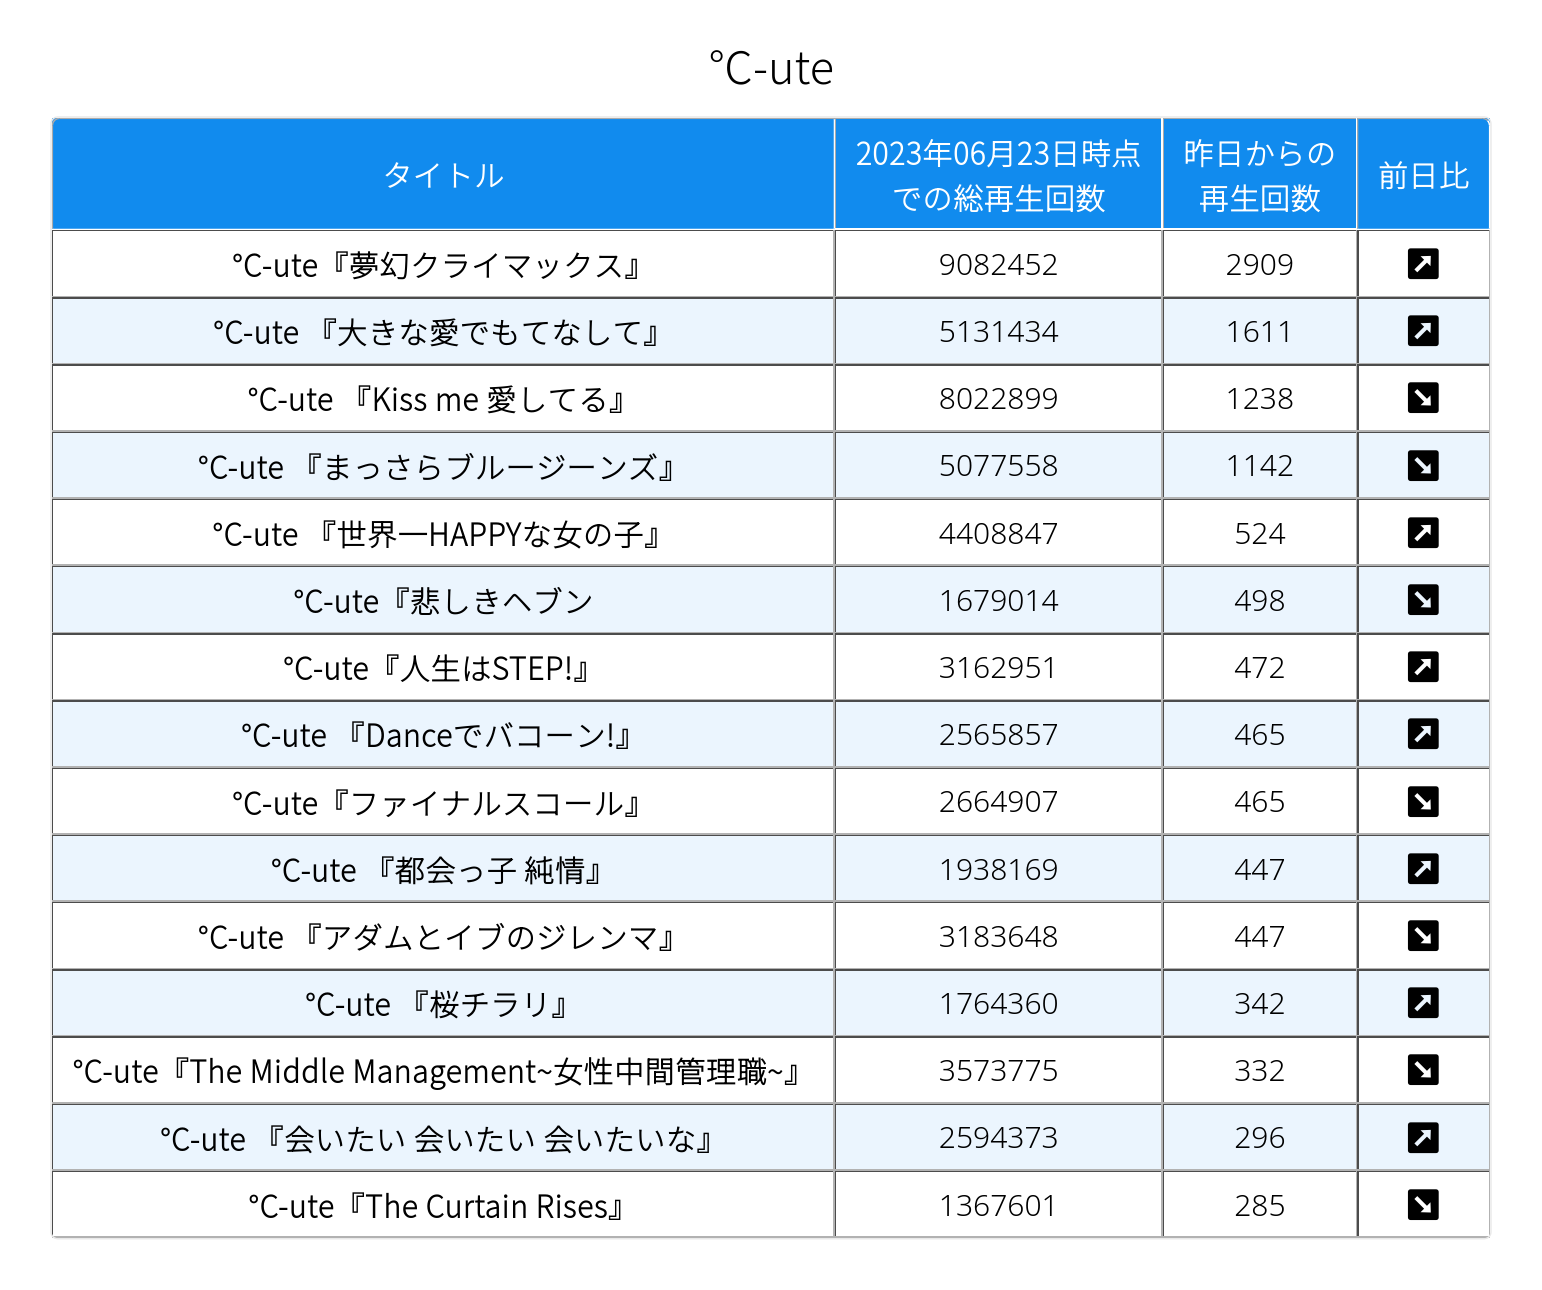 ℃-ute
タイトル
2023年06月23日時点
での総再生回数
昨日からの
再生回数
前日比
℃-ute『夢幻クライマックス』 9082452 2909 ↗
℃-ute 『大きな愛でもてなして』 5131434 1611 ↗
℃-ute 『Kiss me 愛してる』 8022899 1238 ↘
℃-ute 『まっさらブルージーンズ』 5077558 1142 ↘
℃-ute 『世界一HAPPYな女の子』 4408847 524 ↗
℃-ute『悲しきヘブン 1679014 498 ↘
℃-ute『人生はSTEP!』 3162951 472 ↗
℃-ute 『Danceでバコーン!』 2565857 465 ↗
℃-ute『ファイナルスコール』 2664907 465 ↘
℃-ute 『都会っ子 純情』 1938169 447 ↗
℃-ute 『アダムとイブのジレンマ』 3183648 447 ↘
℃-ute 『桜チラリ』 1764360 342 ↗
℃-ute『The Middle Management~女性中間管理職~』 3573775 332 ↘
℃-ute 『会いたい 会いたい 会いたいな』 2594373 296 ↗
℃-ute『The Curtain Rises』 1367601 285 ↘